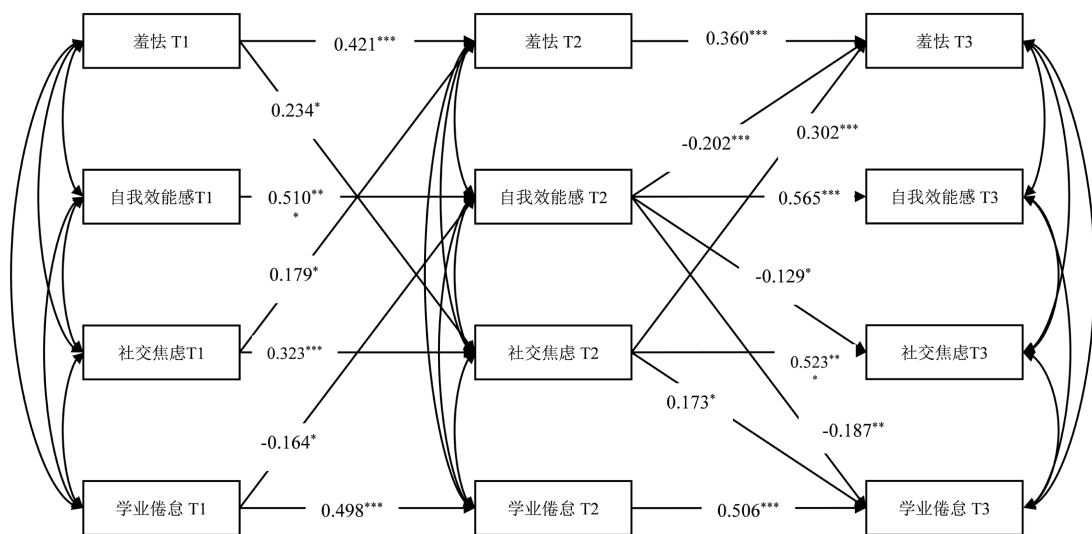 羞怯 T1
0.421***
羞怯 T2
0.360***
羞怯 T3
0.234*
-0.202***
0.302***
自我效能感T1
0.510**
*
自我效能感 T2
0.565***
自我效能感 T3
0.179*
-0.129*
社交焦虑T1
0.323***
社交焦虑 T2
0.523**
*
社交焦虑T3
0.173*
-0.164*
-0.187**
学业倦怠 T1
0.498***
学业倦怠 T2
0.506***
学业倦怠 T3